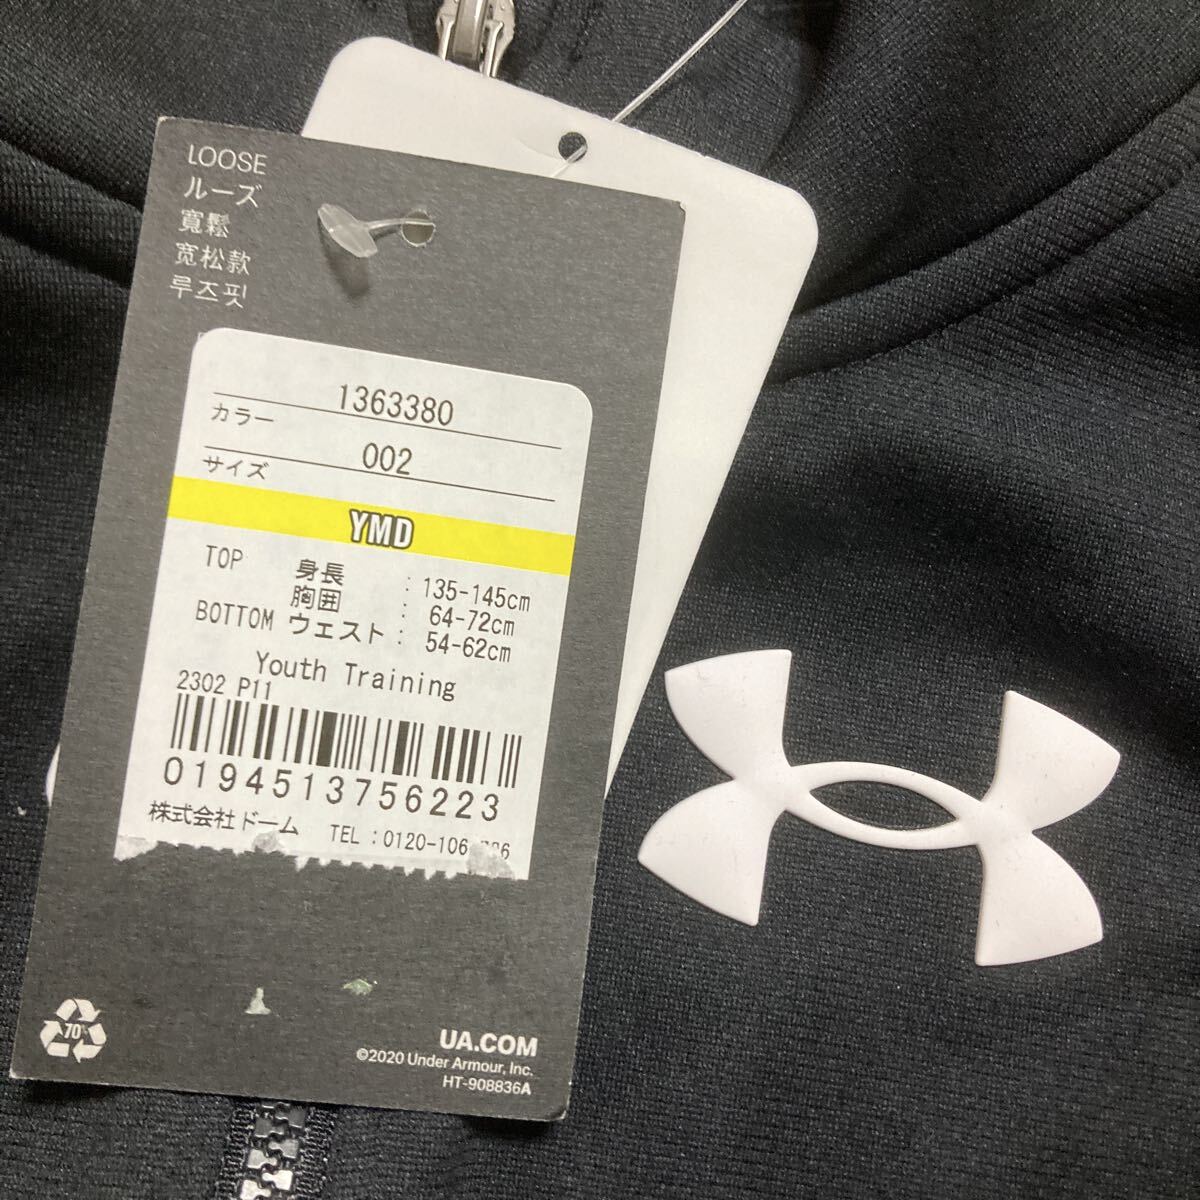 LOOSE
ルーズ
寬鬆
宽松款
루즈핏
1363380
カラー
002
サイズ
YMD
TOP 身長 : 135-145cm
胸囲 : 64-72cm
BOTTOM ウェスト : 54-62cm
Youth Training
2302 P11
0194513756223
株式会社ドーム TEL:0120-106
70%
UA.COM
©2020 Under Armour, Inc.
HT-908836A